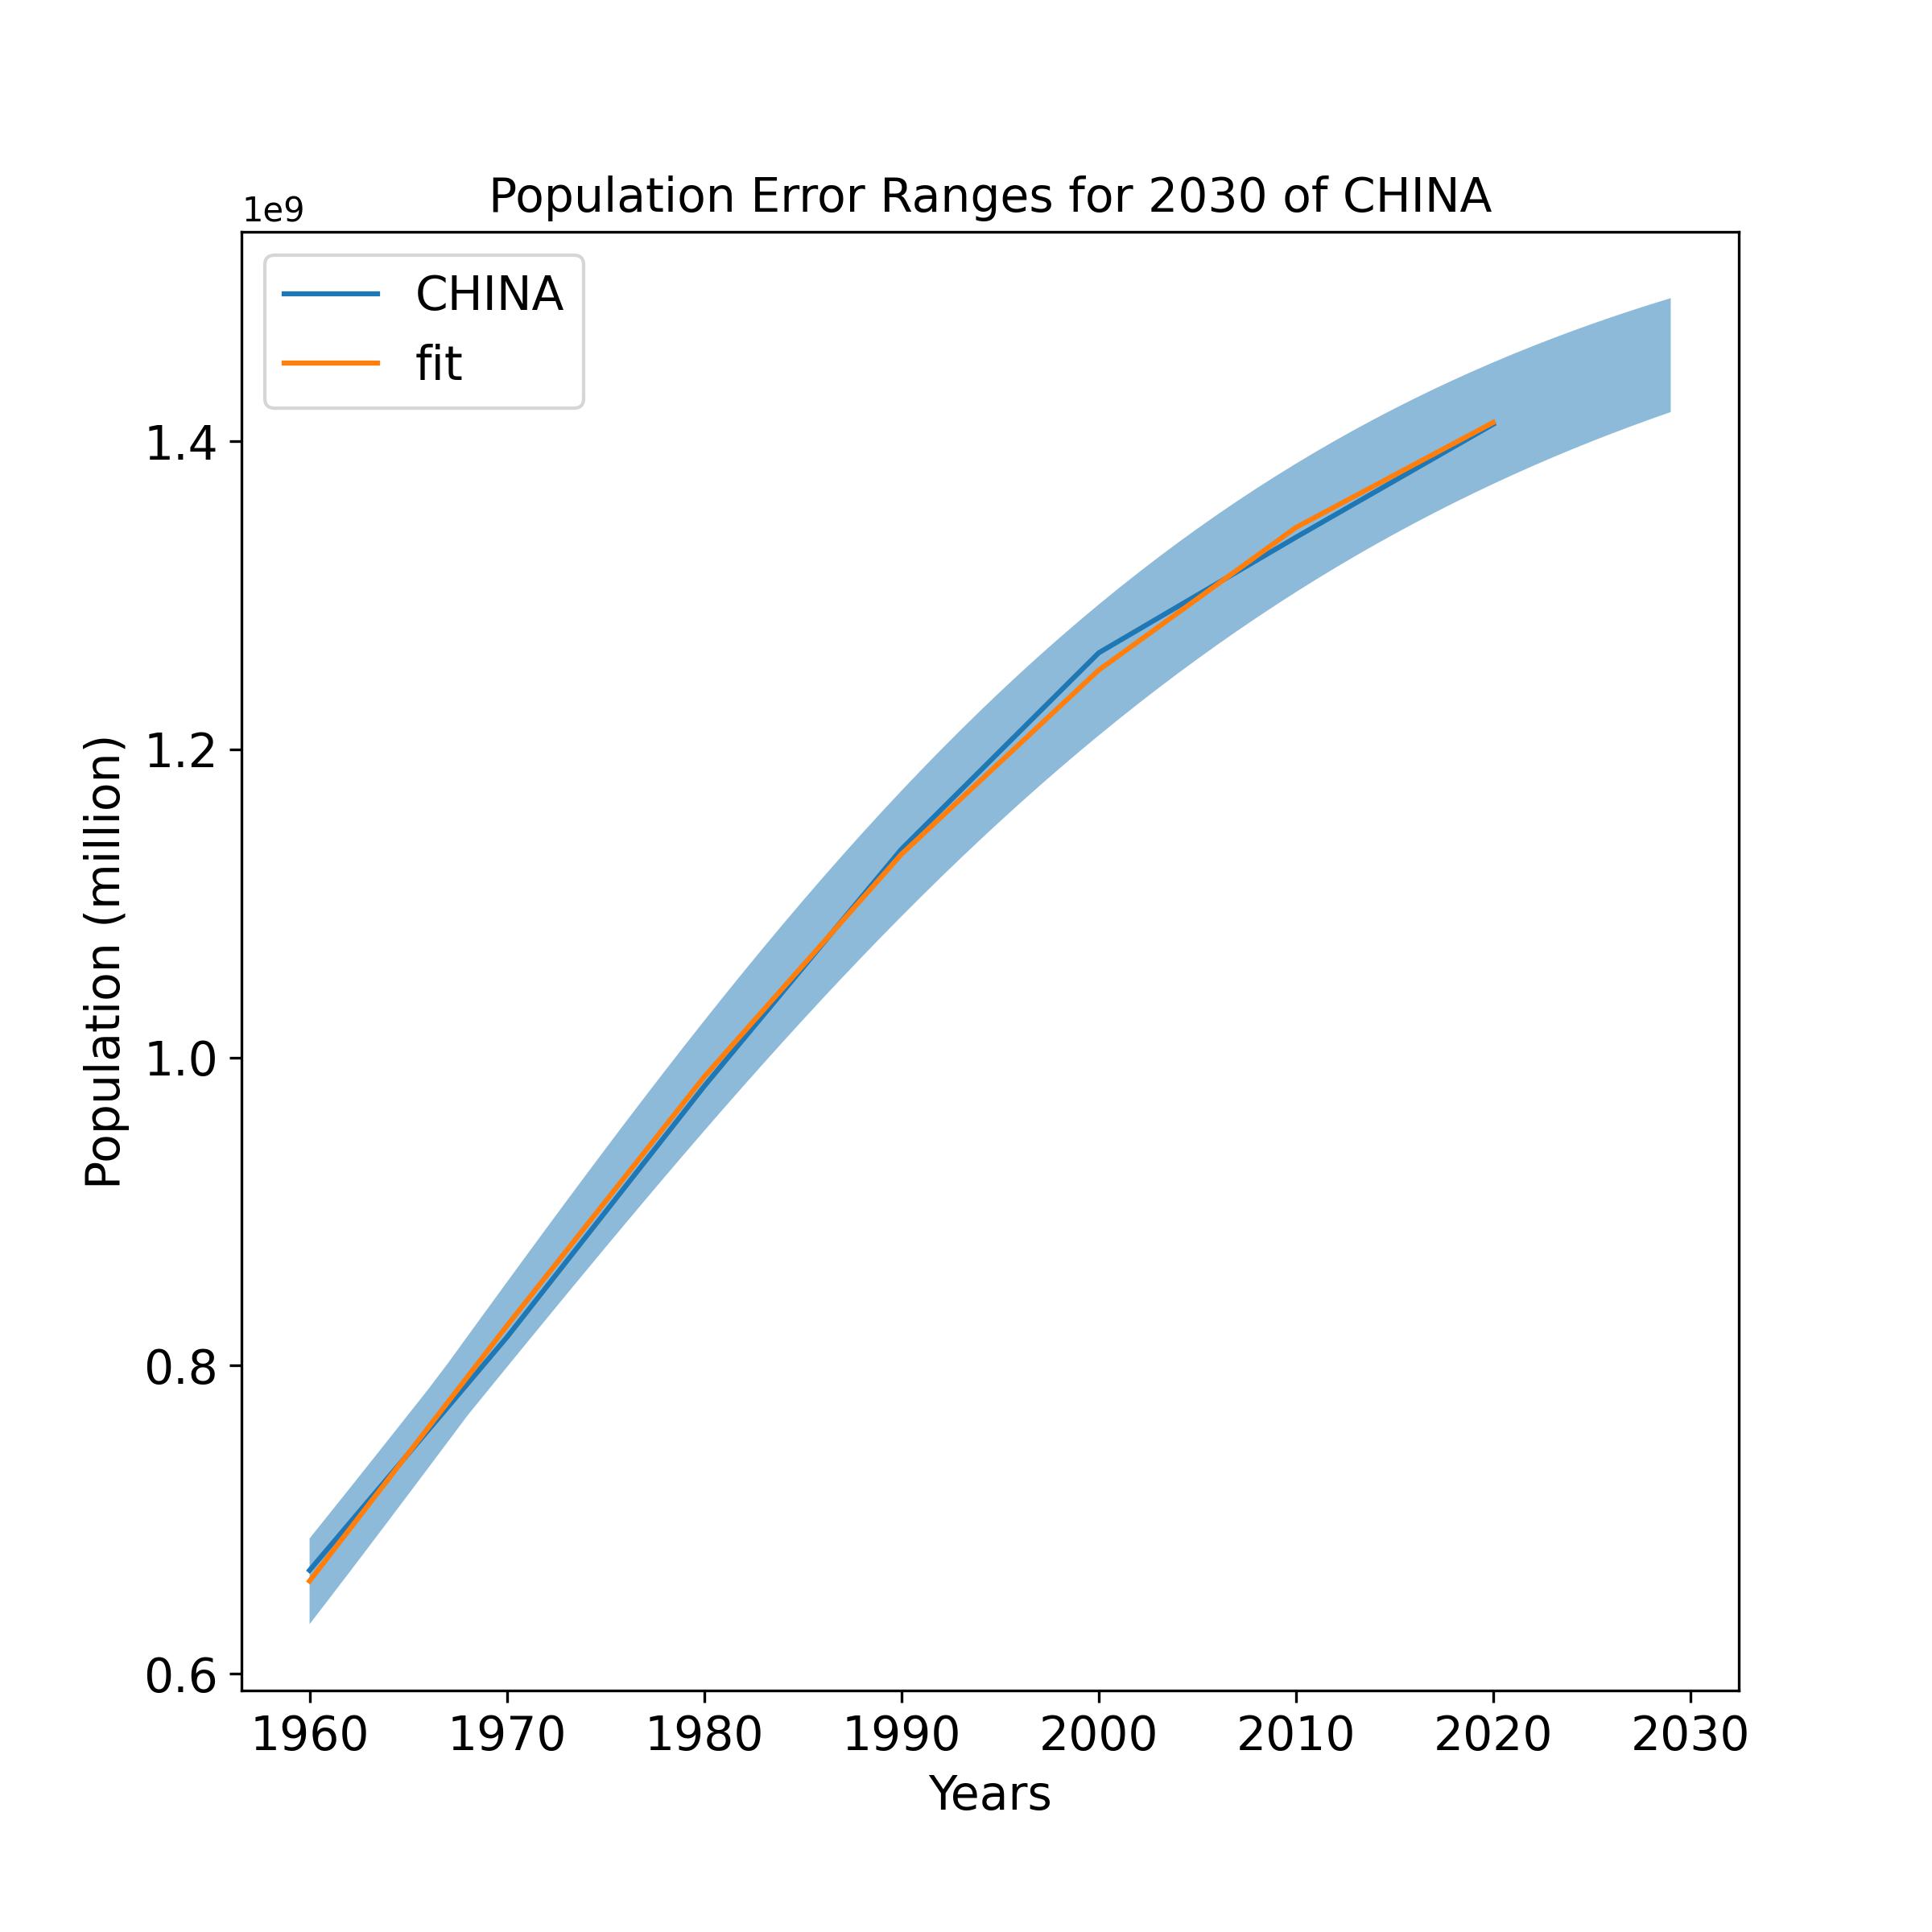 Population Error Ranges for 2030 of CHINA
1e9
CHINA
fit
1.4
1.2
1.0
0.8
0.6
Population (million)
1960 1970 1980 1990 2000 2010 2020 2030
Years